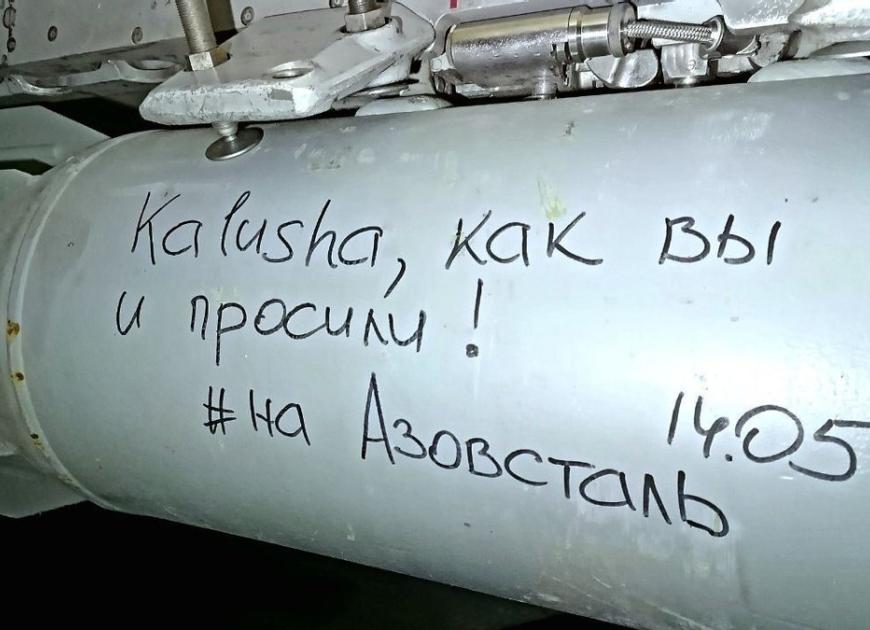 Kalusha, как вы
и просили!
#на Азовсталь 14.05